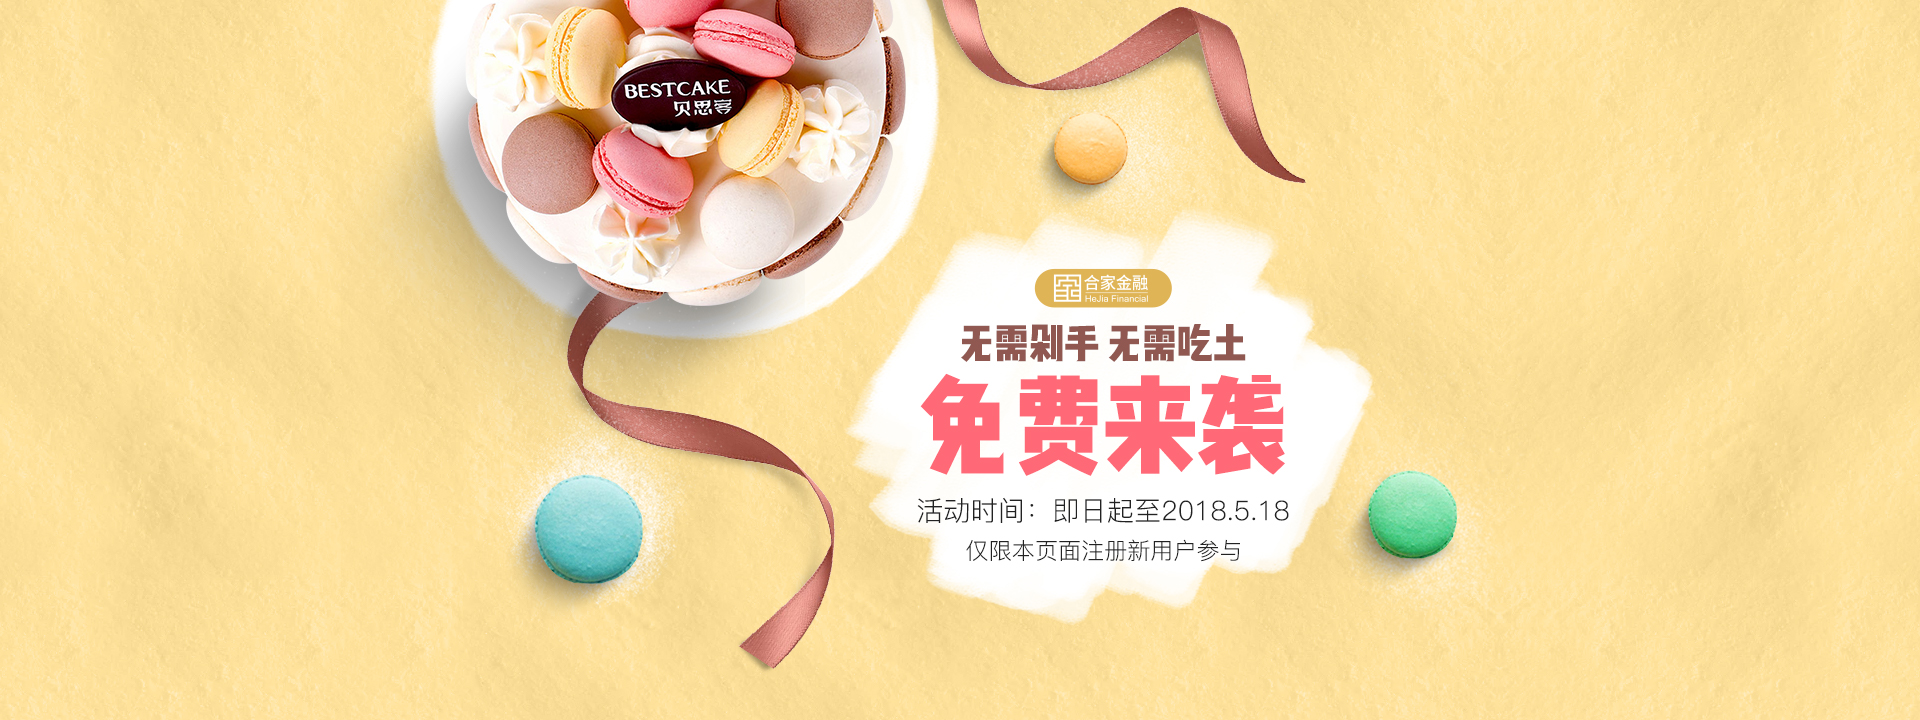 BESTCAKE
贝思客
合家金融
HeJia Financial
无需剁手 无需吃土
免费来袭
活动时间：即日起至2018.5.18
仅限本页面注册新用户参与